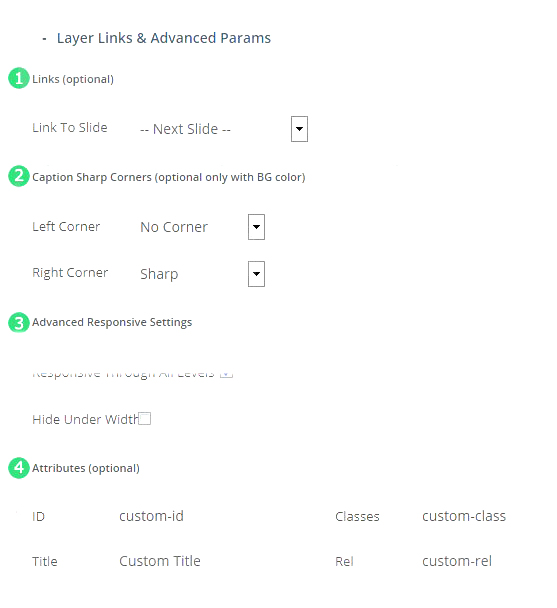 - Layer Links & Advanced Params
1 Links (optional)
Link To Slide -- Next Slide --
2 Caption Sharp Corners (optional only with BG color)
Left Corner No Corner
Right Corner Sharp
3 Advanced Responsive Settings
Responsive Through All Levels
Hide Under Width
4 Attributes (optional)
ID custom-id Classes custom-class
Title Custom Title Rel custom-rel